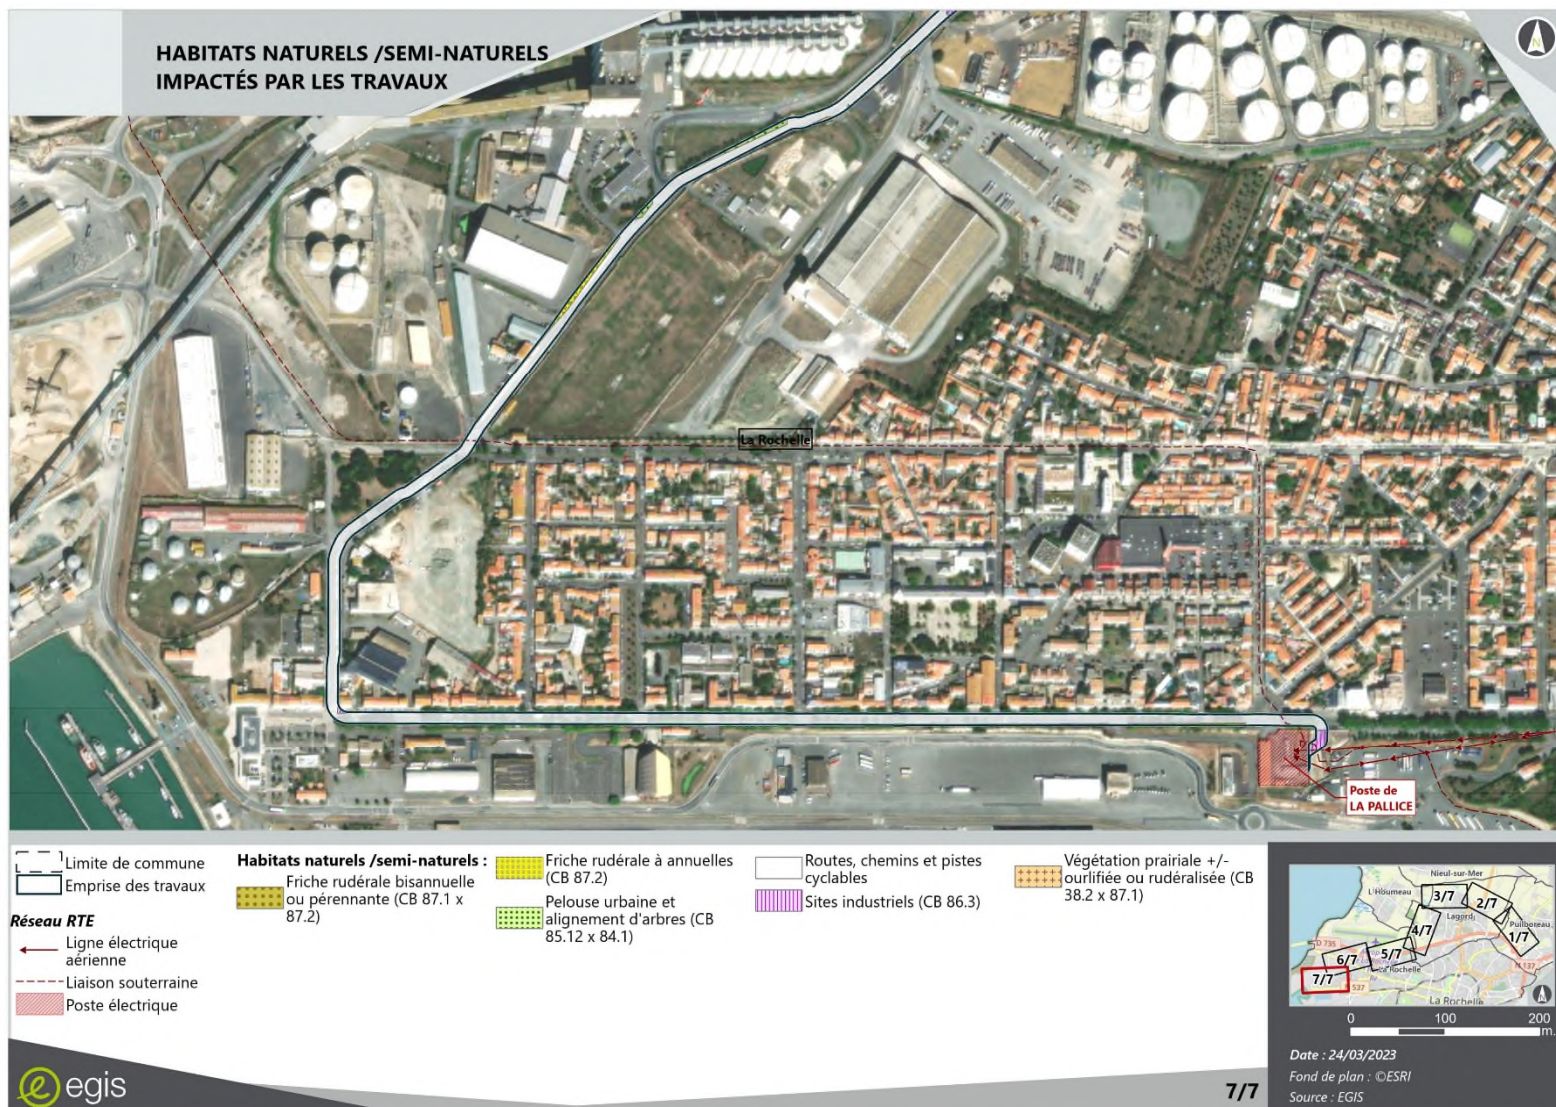 HABITATS NATURELS /SEMI-NATURELS
IMPACTÉS PAR LES TRAVAUX
N
La Rochelle
Poste de
LA PALLICE
Limite de commune
Emprise des travaux
Réseau RTE
Ligne électrique
aérienne
Liaison souterraine
Poste électrique
Habitats naturels /semi-naturels :
Friche rudérale bisannuelle
ou pérennante (CB 87.1 x
87.2)
Friche rudérale à annuelles
(CB 87.2)
Pelouse urbaine et
alignement d'arbres (CB
85.12 x 84.1)
Routes, chemins et pistes
cyclables
Sites industriels (CB 86.3)
Végétation prairiale +/-
ourlifiée ou rudéralisée (CB
38.2 x 87.1)
Nieul-sur-Mer
L'Houmeau
3/7
2/7
Lagord
Puilboreau
4/7
1/7
D 735
6/7
5/7
La Rochelle
N 137
7/7
537
La Rochelle
0 100 200
m.
Date : 24/03/2023
Fond de plan : ©ESRI
Source : EGIS
egis
7/7